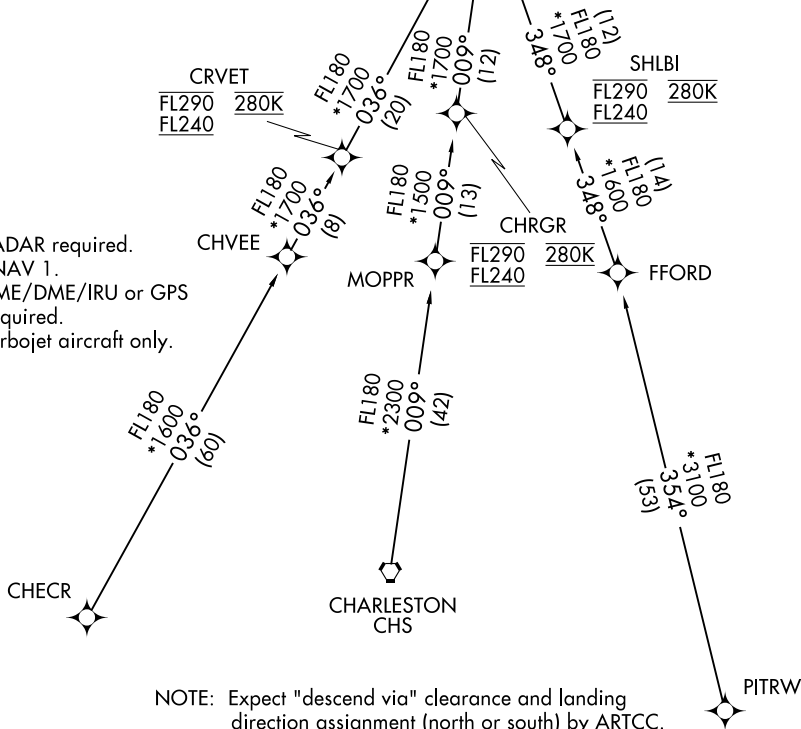 FL180
*1700
036°
(20)
FL180
*1700
009°
(12)
(12)
FL180
*1700
348°
CRVET
FL290 280K
FL240
SHLBI
FL290 280K
FL240
FL180
*1700
036°
(8)
FL180
*1500
009°
(13)
(14)
FL180
*1600
348°
CHVEE
CHRGR
FL290 280K
FL240
MOPPR
FFORD
ADAR required.
NAV 1.
ME/DME/IRU or GPS
quired.
rbojet aircraft only.
FL180
*1600
036°
(60)
FL180
*2300
009°
(42)
FL180
*3100
354°
(53)
CHECR
CHARLESTON
CHS
PITRW
NOTE: Expect "descend via" clearance and landing
direction assignment (north or south) by ARTCC.